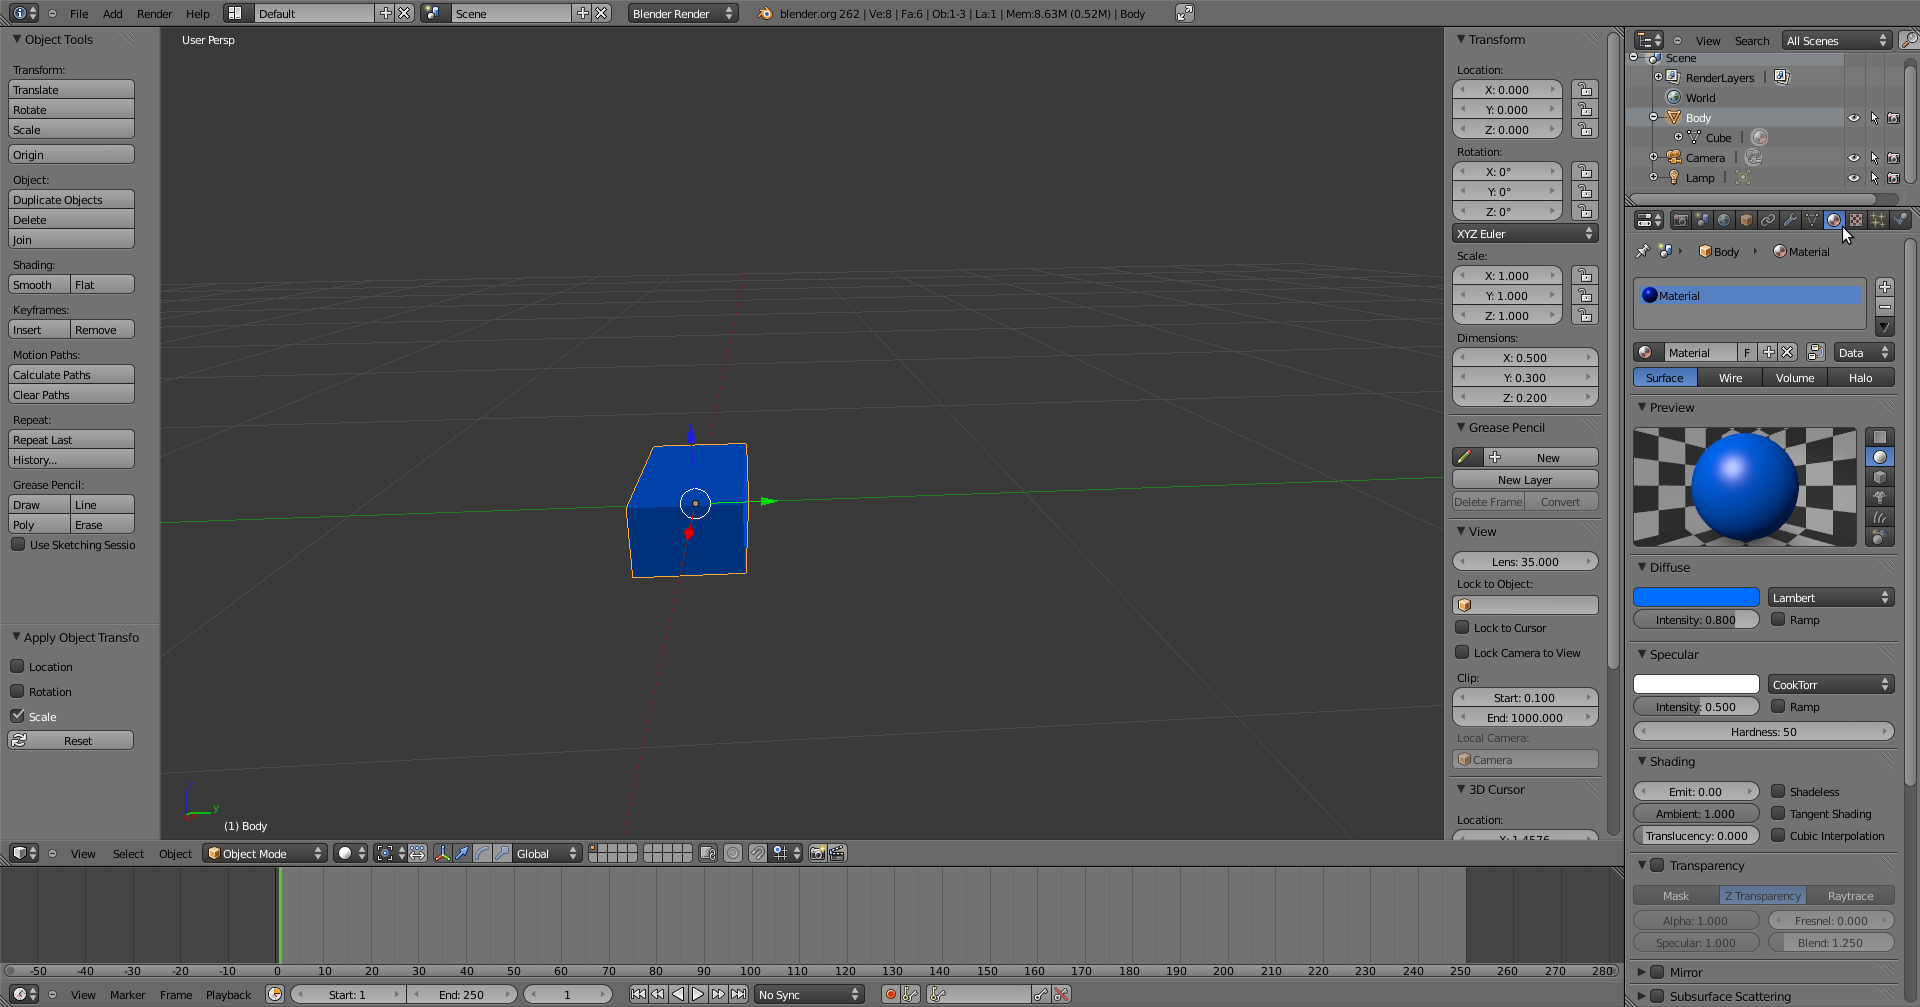 File Add Render Help Default Scene Blender Render blender.org 262 | Ve:8 | Fa:6 | Ob:1-3 | La:1 | Mem:8.63M (0.52M) | Body
Object Tools
Transform:
Translate
Rotate
Scale
Origin
Object:
Duplicate Objects
Delete
Join
Shading:
Smooth Flat
Keyframes:
Insert Remove
Motion Paths:
Calculate Paths
Clear Paths
Repeat:
Repeat Last
History...
Grease Pencil:
Draw Line
Poly Erase
Use Sketching Sessio
Apply Object Transfo
Location
Rotation
Scale
Reset
User Persp
y
(1) Body
Transform
Location:
X: 0.000
Y: 0.000
Z: 0.000
Rotation:
X: 0°
Y: 0°
Z: 0°
XYZ Euler
Scale:
X: 1.000
Y: 1.000
Z: 1.000
Dimensions:
X: 0.500
Y: 0.300
Z: 0.200
Grease Pencil
New
New Layer
Delete Frame Convert
View
Lens: 35.000
Lock to Object:
Lock to Cursor
Lock Camera to View
Clip:
Start: 0.100
End: 1000.000
Local Camera:
Camera
3D Cursor
Location:
X: 1.4576
View Search All Scenes
Scene
RenderLayers |
World
Body
Cube |
Camera |
Lamp |
Body Material
Material
Material F Data
Surface Wire Volume Halo
Preview
Diffuse
Lambert
Intensity: 0.800 Ramp
Specular
CookTorr
Intensity: 0.500 Ramp
Hardness: 50
Shading
Emit: 0.00 Shadeless
Ambient: 1.000 Tangent Shading
Translucency: 0.000 Cubic Interpolation
Transparency
Mask Z Transparency Raytrace
Alpha: 1.000 Fresnel: 0.000
Specular: 1.000 Blend: 1.250
Mirror
Subsurface Scattering
View Select Object Object Mode Global
-50 -40 -30 -20 -10 0 10 20 30 40 50 60 70 80 90 100 110 120 130 140 150 160 170 180 190 200 210 220 230 240 250 260 270 280
View Marker Frame Playback Start: 1 End: 250 1 No Sync